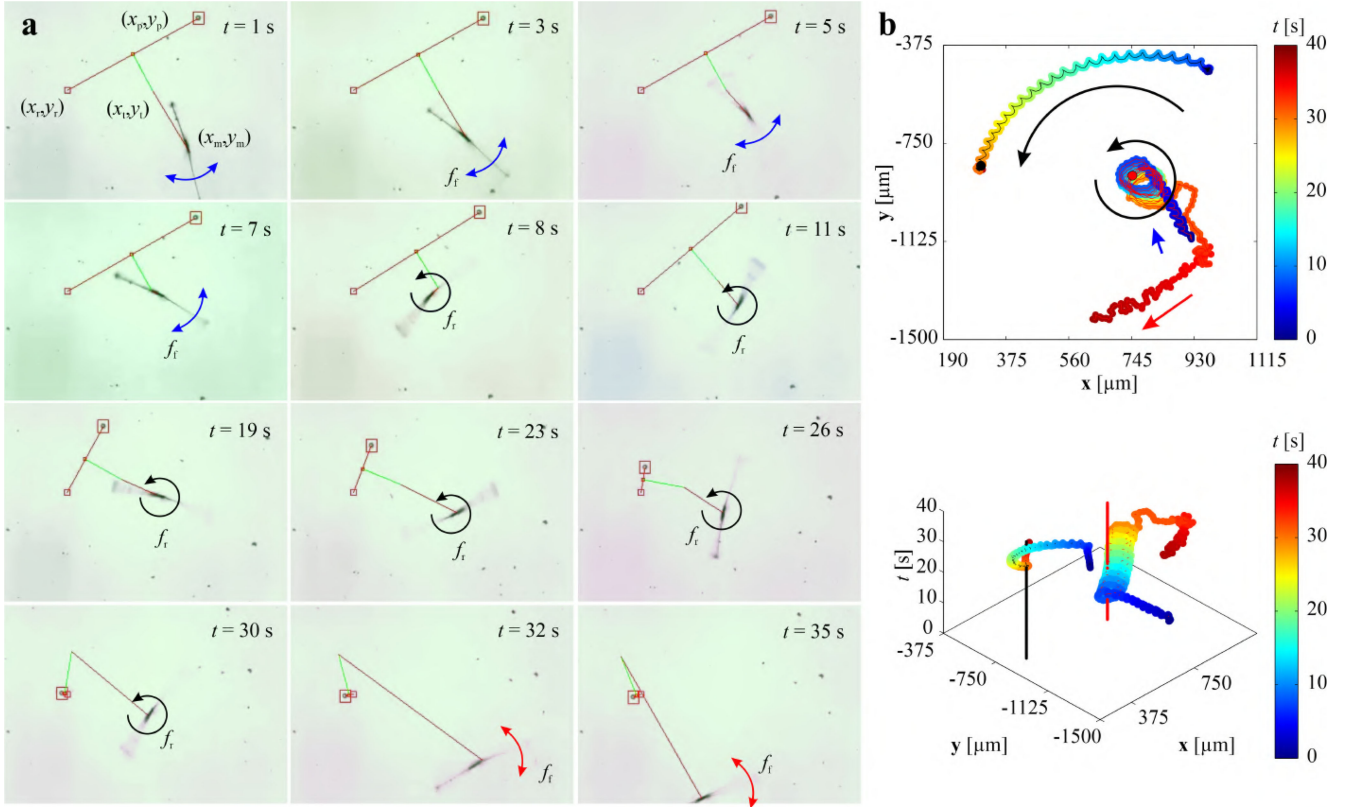 a
(xp,yp)
t = 1 s
(xr,yr)
(xt,yt)
(xm,ym)
t = 3 s
ff
t = 5 s
ff
t = 7 s
ff
t = 8 s
fr
t = 11 s
fr
t = 19 s
fr
t = 23 s
fr
t = 26 s
fr
t = 30 s
fr
t = 32 s
ff
t = 35 s
ff
b
t [s]
-375
-750
-1125
-1500
y [μm]
190 375 560 745 930 1115
x [μm]
40
30
20
10
0
t [s]
40
30
20
10
0
t [s]
-375
-750
-1125
-1500
y [μm]
375
750
x [μm]
40
30
20
10
0